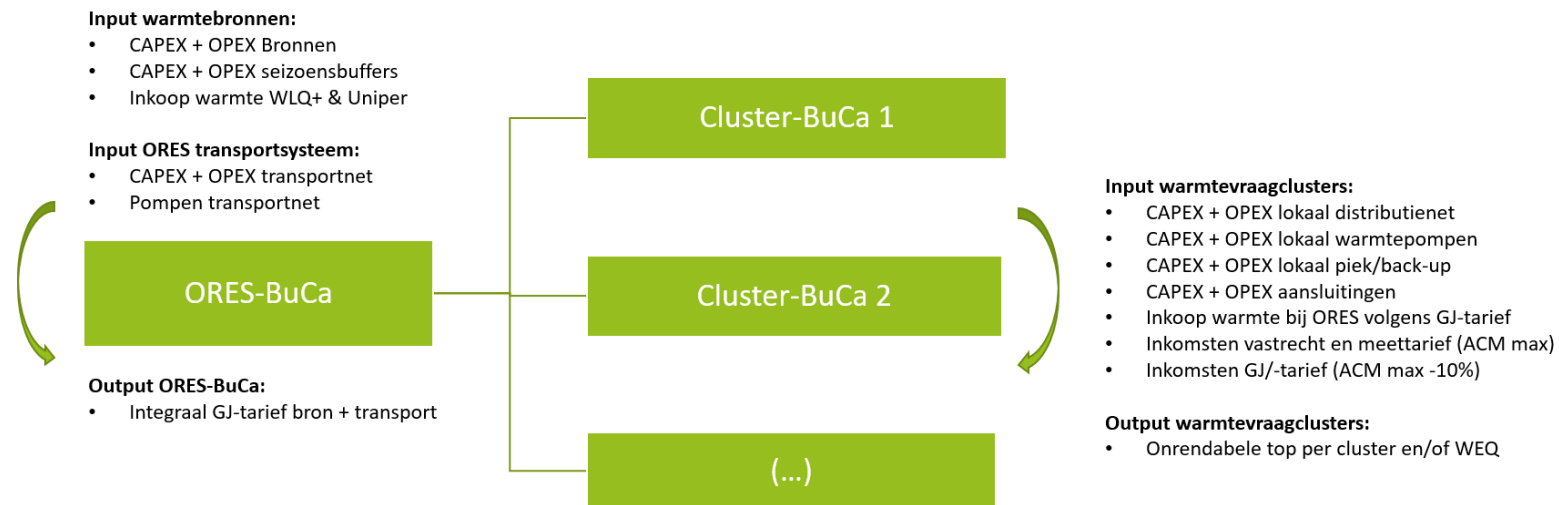 Input warmtebronnen:
• CAPEX + OPEX Bronnen
• CAPEX + OPEX seizoensbuffers
• Inkoop warmte WLQ+ & Uniper
Input ORES transportsysteem:
• CAPEX + OPEX transportnet
• Pompen transportnet
ORES-BuCa
Output ORES-BuCa:
• Integraal GJ-tarief bron + transport
Cluster-BuCa 1
Cluster-BuCa 2
(...)
Input warmtevraagclusters:
• CAPEX + OPEX lokaal distributienet
• CAPEX + OPEX lokaal warmtepompen
• CAPEX + OPEX lokaal piek/back-up
• CAPEX + OPEX aansluitingen
• Inkoop warmte bij ORES volgens GJ-tarief
• Inkomsten vastrecht en meettarief (ACM max)
• Inkomsten GJ/-tarief (ACM max -10%)
Output warmtevraagclusters:
• Onrendabele top per cluster en/of WEQ